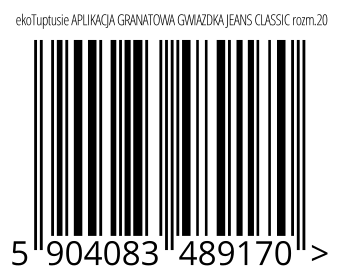 ekoTuptusie APLIKACJA GRANATOWA GWIAZDKA JEANS CLASSIC rozm.20
5 904083 489170 >